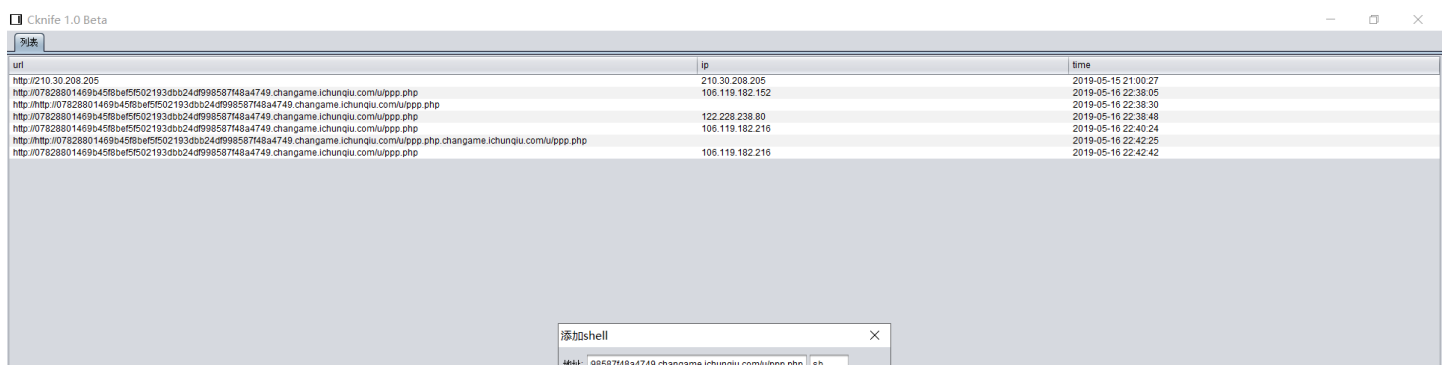 Cknife 1.0 Beta
列表
url ip time
http://210.30.208.205 210.30.208.205 2019-05-15 21:00:27
http://07828801469b45f8bef5f502193dbb24df998587f48a4749.changame.ichunqiu.com/u/ppp.php 106.119.182.152 2019-05-16 22:38:05
http://http://07828801469b45f8bef5f502193dbb24df998587f48a4749.changame.ichunqiu.com/u/ppp.php 2019-05-16 22:38:30
http://07828801469b45f8bef5f502193dbb24df998587f48a4749.changame.ichunqiu.com/u/ppp.php 122.228.238.80 2019-05-16 22:38:48
http://07828801469b45f8bef5f502193dbb24df998587f48a4749.changame.ichunqiu.com/u/ppp.php 106.119.182.216 2019-05-16 22:40:24
http://http://07828801469b45f8bef5f502193dbb24df998587f48a4749.changame.ichunqiu.com/u/ppp.php.changame.ichunqiu.com/u/ppp.php 2019-05-16 22:42:25
http://07828801469b45f8bef5f502193dbb24df998587f48a4749.changame.ichunqiu.com/u/ppp.php 106.119.182.216 2019-05-16 22:42:42
添加shell
地址: 98587f48a4749.changame.ichunqiu.com/u/ppp.php sh